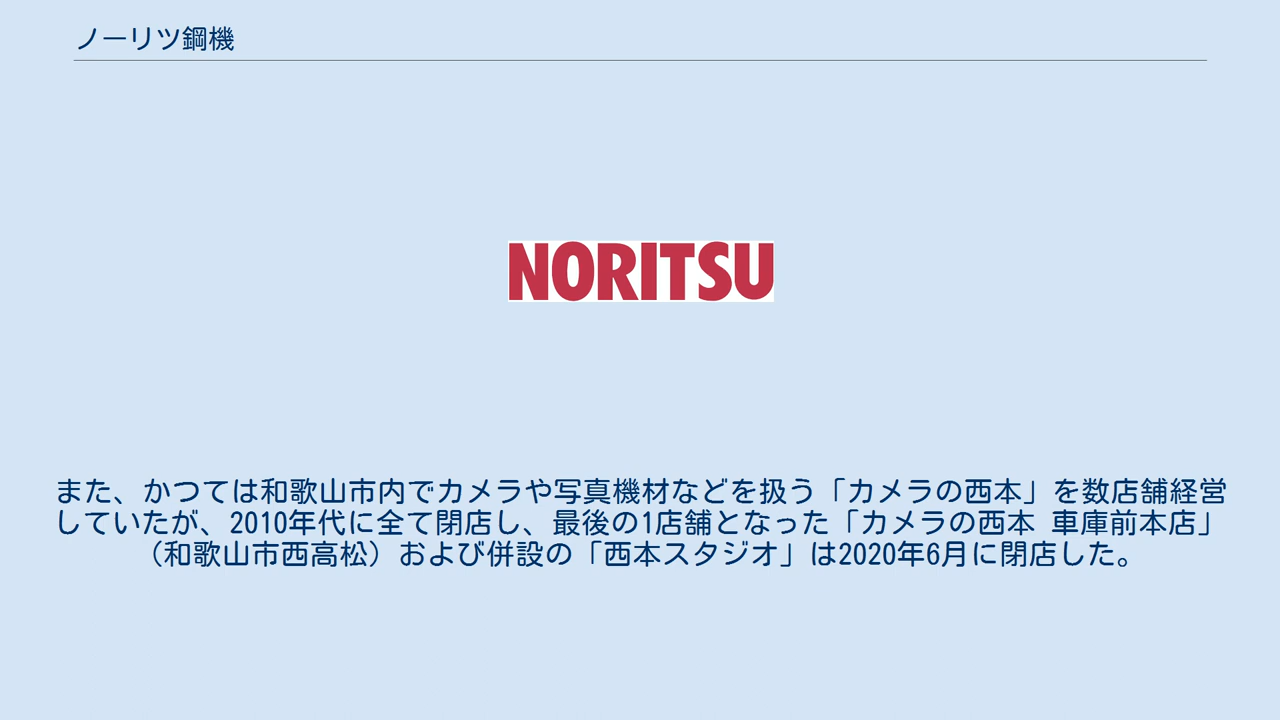 ノーリツ鋼機
NORITSU
また、かつては和歌山市内でカメラや写真機材などを扱う「カメラの西本」を数店舗経営
していたが、2010年代に全て閉店し、最後の1店舗となった「カメラの西本 車庫前本店」
（和歌山市西高松）および併設の「西本スタジオ」は2020年6月に閉店した。